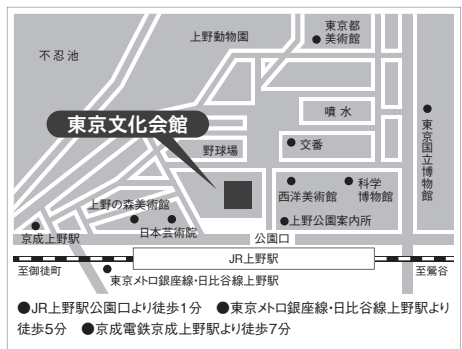 東京都
美術館
上野動物園
不忍池
噴水
東京文化会館
東京国立博物館
野球場
交番
西洋美術館
科学
博物館
上野の森美術館
上野公園案内所
日本芸術院
京成上野駅
公園口
JR上野駅
至御徒町
至鶯谷
東京メトロ銀座線・日比谷線上野駅
●JR上野駅公園口より徒歩1分 ●東京メトロ銀座線・日比谷線上野駅より
徒歩5分 ●京成電鉄京成上野駅より徒歩7分